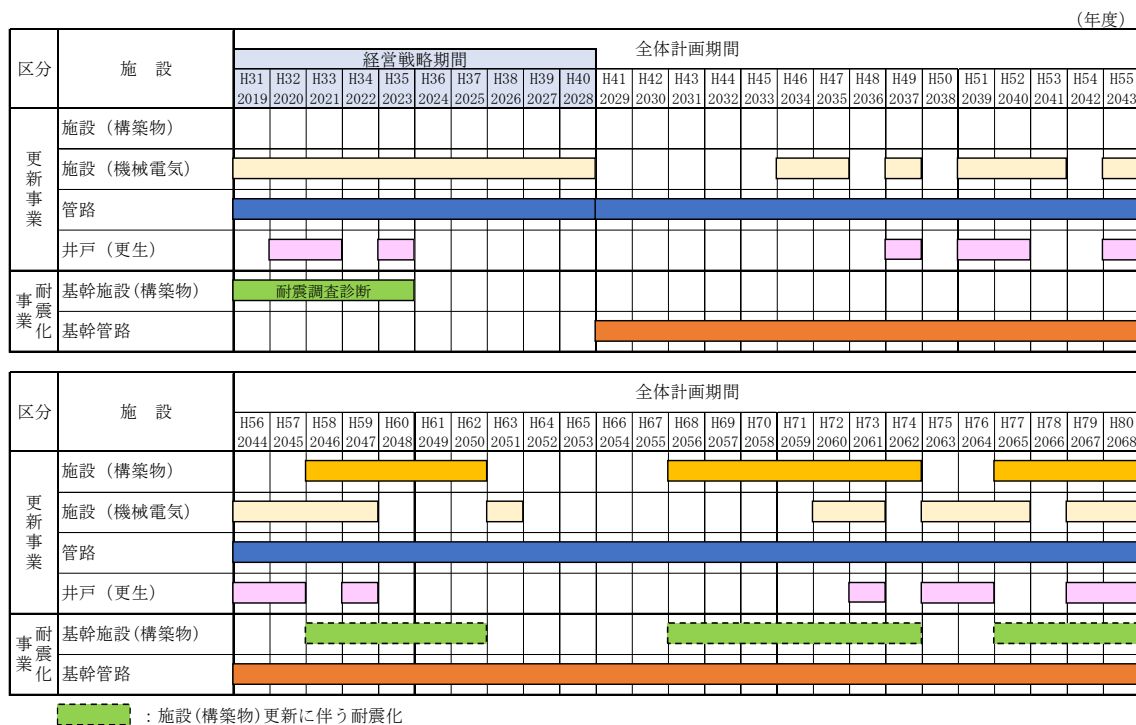 (年度)
区分 施 設 全体計画期間
経営戦略期間
H31 H32 H33 H34 H35 H36 H37 H38 H39 H40 H41 H42 H43 H44 H45 H46 H47 H48 H49 H50 H51 H52 H53 H54 H55
2019 2020 2021 2022 2023 2024 2025 2026 2027 2028 2029 2030 2031 2032 2033 2034 2035 2036 2037 2038 2039 2040 2041 2042 2043
更新事業
施設(構築物)
施設(機械電気)
管路
井戸(更生)
耐震化事業
基幹施設(構築物) 耐震調査診断
基幹管路
区分 施 設 全体計画期間
H56 H57 H58 H59 H60 H61 H62 H63 H64 H65 H66 H67 H68 H69 H70 H71 H72 H73 H74 H75 H76 H77 H78 H79 H80
2044 2045 2046 2047 2048 2049 2050 2051 2052 2053 2054 2055 2056 2057 2058 2059 2060 2061 2062 2063 2064 2065 2066 2067 2068
更新事業
施設(構築物)
施設(機械電気)
管路
井戸(更生)
耐震化事業
基幹施設(構築物)
基幹管路
:施設(構築物)更新に伴う耐震化